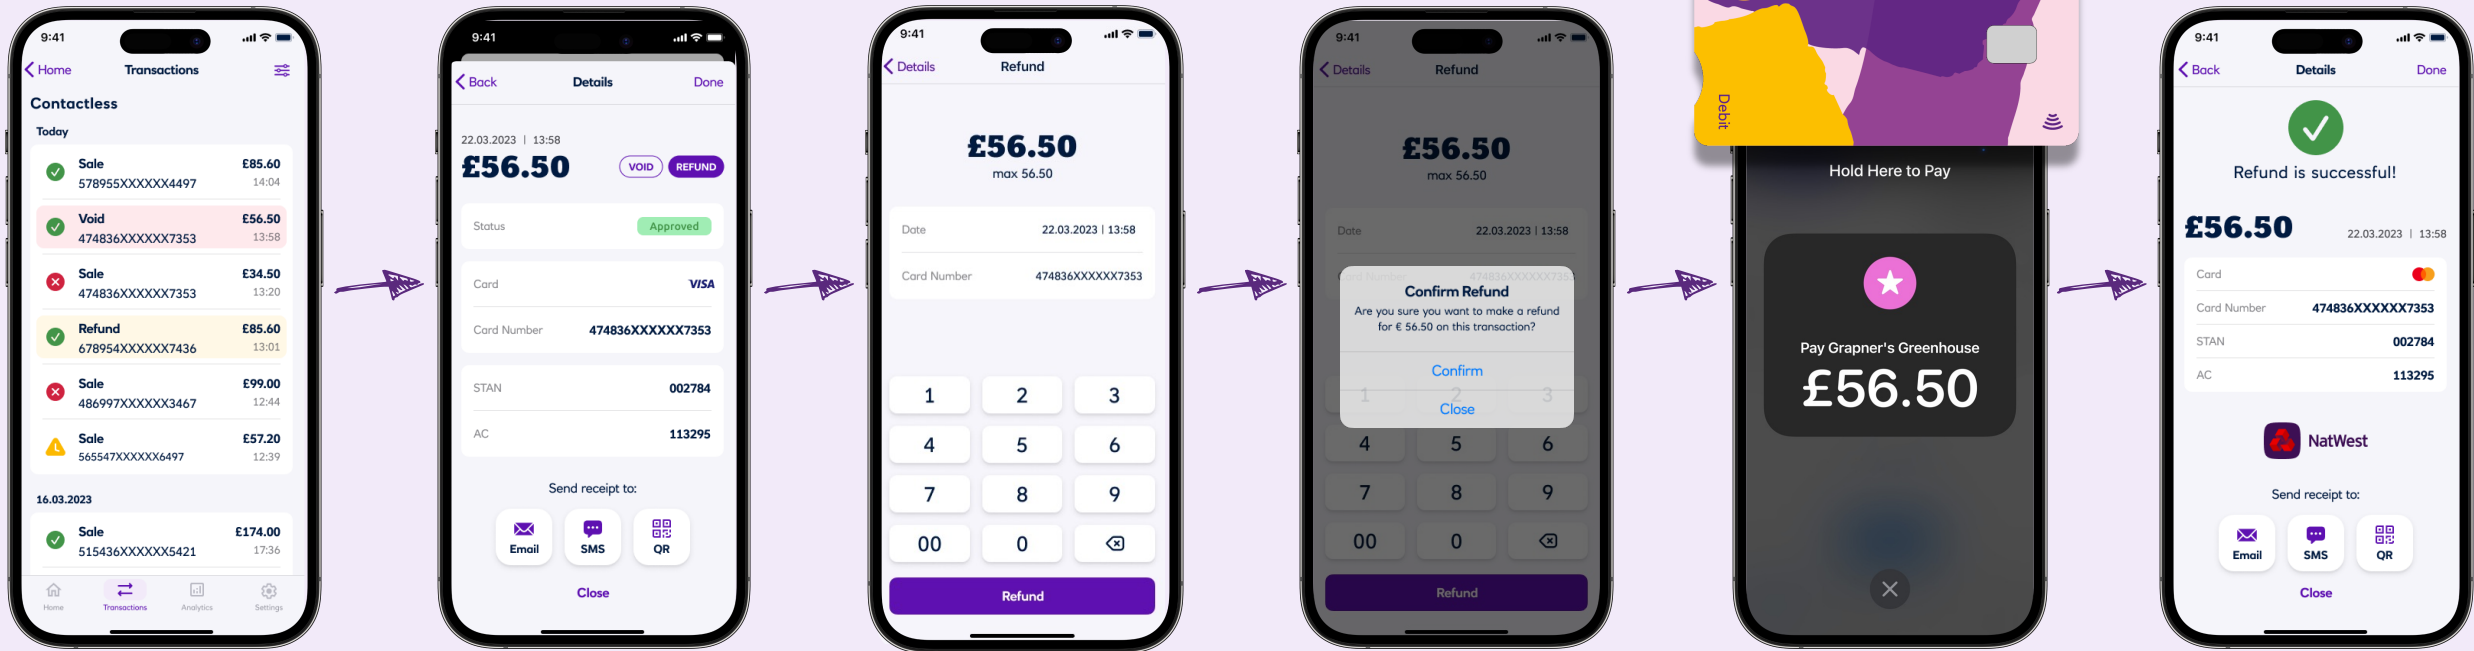 9:41
Home
Transactions
Contactless
Today
Sale £85.60
578955XXXXXX4497 14:04
Void £56.50
474836XXXXXX7353 13:58
Sale £34.50
474836XXXXXX7353 13:20
Refund £85.60
678954XXXXXX7436 13:01
Sale £99.00
486997XXXXXX3467 12:44
Sale £57.20
565547XXXXXX6497 12:39
16.03.2023
Sale £174.00
515436XXXXXX5421 17:36
Home Transactions Analytics Settings
9:41
Back Details Done
22.03.2023 | 13:58
£56.50 VOID REFUND
Status Approved
Card VISA
Card Number 474836XXXXXX7353
STAN 002784
AC 113295
Send receipt to:
Email SMS QR
Close
9:41
Details Refund
£56.50
max 56.50
Date 22.03.2023 | 13:58
Card Number 474836XXXXXX7353
1 2 3
4 5 6
7 8 9
00 0
Refund
9:41
Details Refund
£56.50
max 56.50
Date 22.03.2023 | 13:58
Card Number 474836XXXXXX7353
Confirm Refund
Are you sure you want to make a refund
for € 56.50 on this transaction?
Confirm
Close
1 2 3
4 5 6
7 8 9
00 0
Refund
Debit
Hold Here to Pay
Pay Grapner's Greenhouse
£56.50
9:41
Back Details Done
Refund is successful!
£56.50 22.03.2023 | 13:58
Card
Card Number 474836XXXXXX7353
STAN 002784
AC 113295
NatWest
Send receipt to:
Email SMS QR
Close